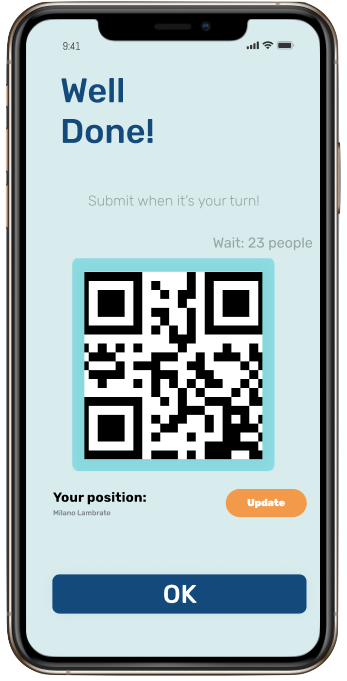 9:41
Well
Done!
Submit when it's your turn!
Wait: 23 people
Your position:
Milano Lambrate
Update
OK